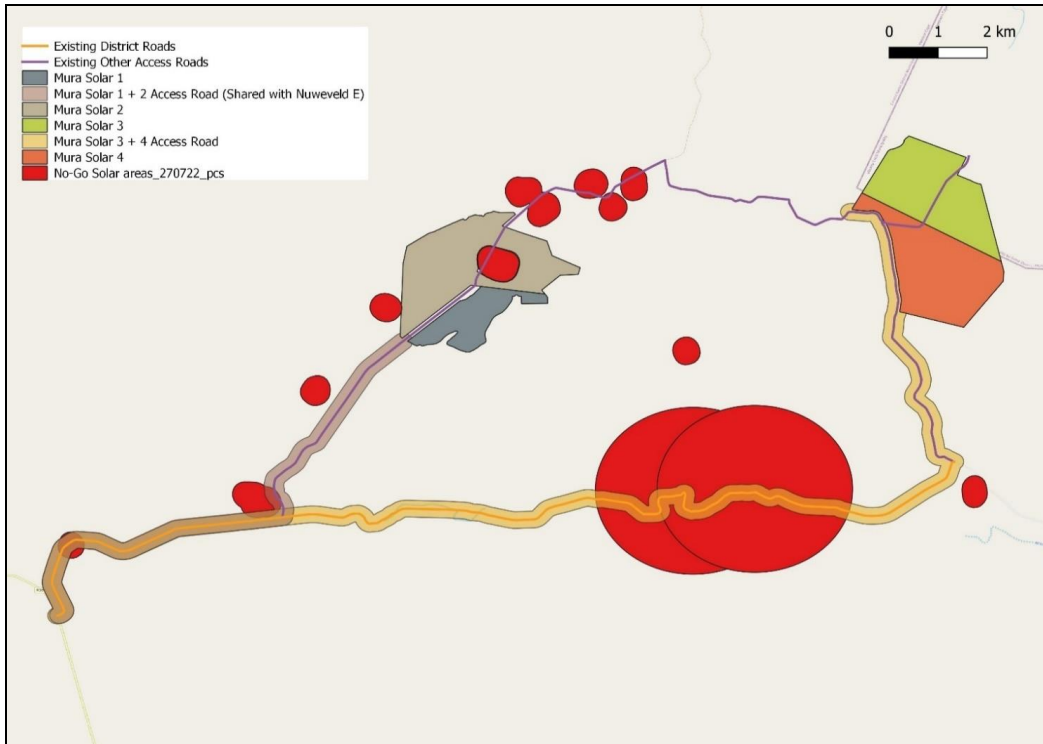 0 1 2 km
Existing District Roads
Existing Other Access Roads
Mura Solar 1
Mura Solar 1 + 2 Access Road (Shared with Nuweveld E)
Mura Solar 2
Mura Solar 3
Mura Solar 3 + 4 Access Road
Mura Solar 4
No-Go Solar areas_270722_pcs